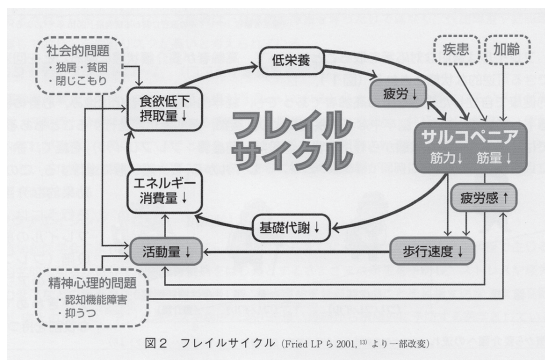 社会的問題
・独居・貧困
・閉じこもり
低栄養
疾患
加齢
食欲低下
摂取量↓
疲労↓
フレイル
サイクル
サルコペニア
筋力↓ 筋量↓
エネルギー
消費量↓
疲労感↑
基礎代謝↓
活動量↓
歩行速度↓
精神心理的問題
・認知機能障害
・抑うつ
図2 フレイルサイクル (Fried LP ら 2001, より一部改変)